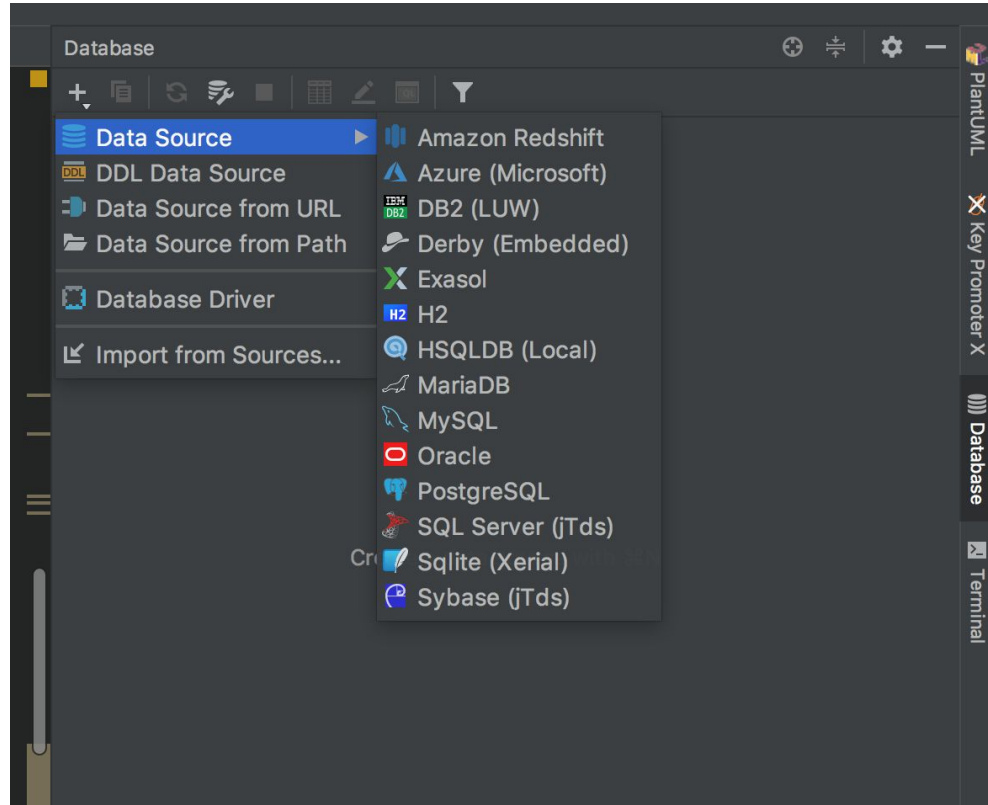 Database
Data Source
DDL Data Source
Data Source from URL
Data Source from Path
Database Driver
Import from Sources...
Amazon Redshift
Azure (Microsoft)
DB2 (LUW)
Derby (Embedded)
Exasol
H2
HSQLDB (Local)
MariaDB
MySQL
Oracle
PostgreSQL
SQL Server (jTds)
Sqlite (Xerial)
Sybase (jTds)
DDL
IBM
DB2
H2
PlantUML
Key Promoter X
Database
Terminal